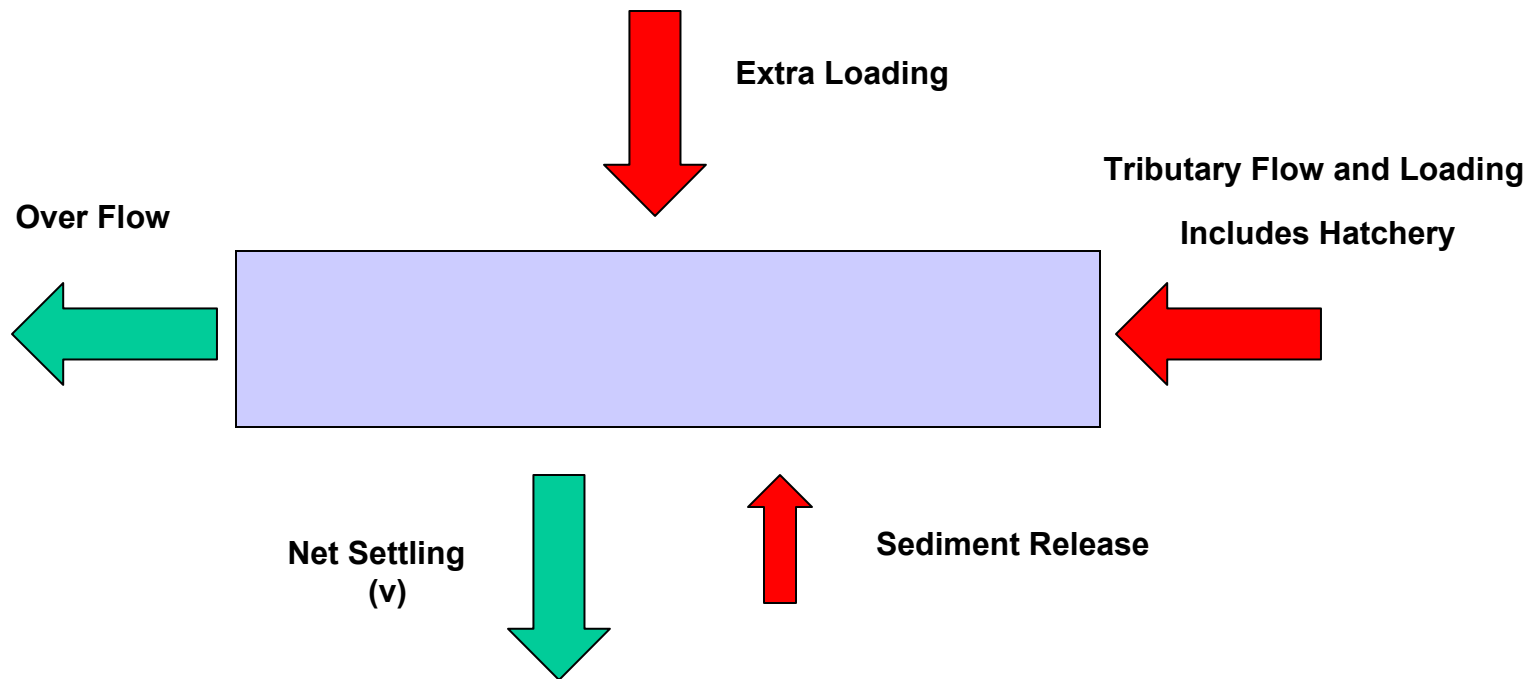 Extra Loading
Tributary Flow and Loading
Includes Hatchery
Over Flow
Net Settling
(v)
Sediment Release